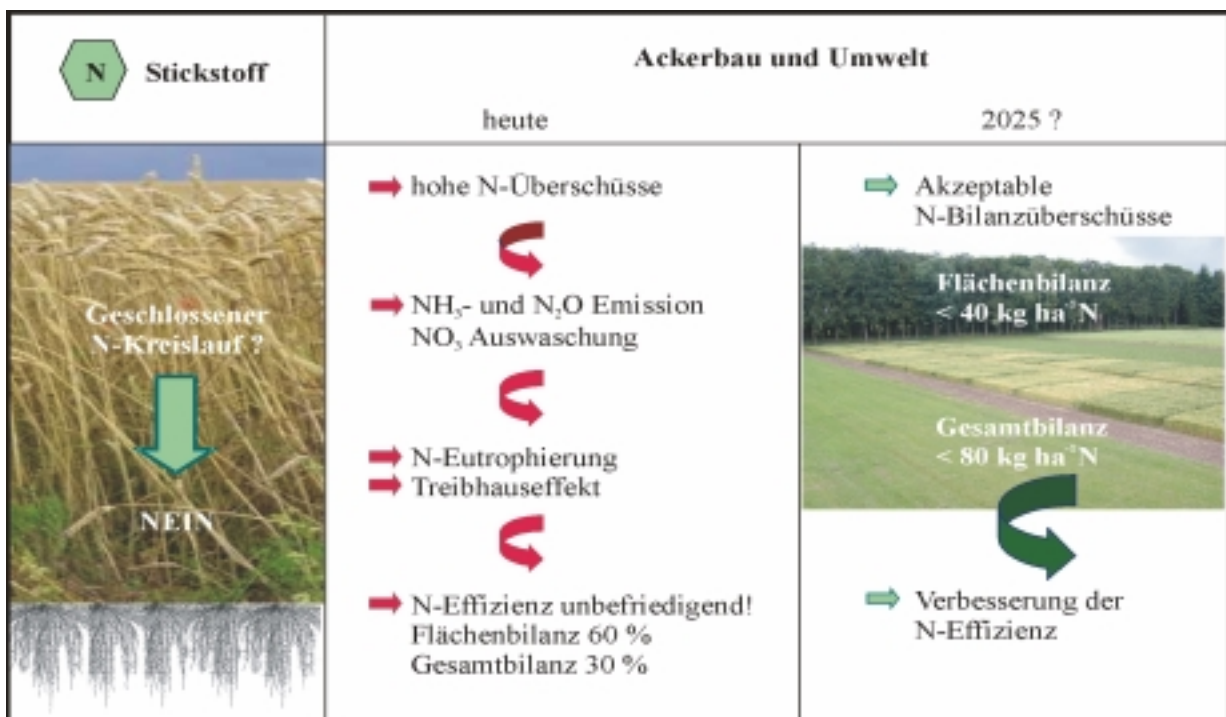 N Stickstoff
Ackerbau und Umwelt
heute
2025 ?
Geschlossener
N-Kreislauf ?
NEIN
hohe N-Überschüsse
NH₃- und N₂O Emission
NO₃ Auswaschung
N-Eutrophierung
Treibhauseffekt
N-Effizienz unbefriedigend!
Flächenbilanz 60 %
Gesamtbilanz 30 %
Akzeptable
N-Bilanzüberschüsse
Flächenbilanz
< 40 kg ha⁻¹N
Gesamtbilanz
< 80 kg ha⁻¹N
Verbesserung der
N-Effizienz